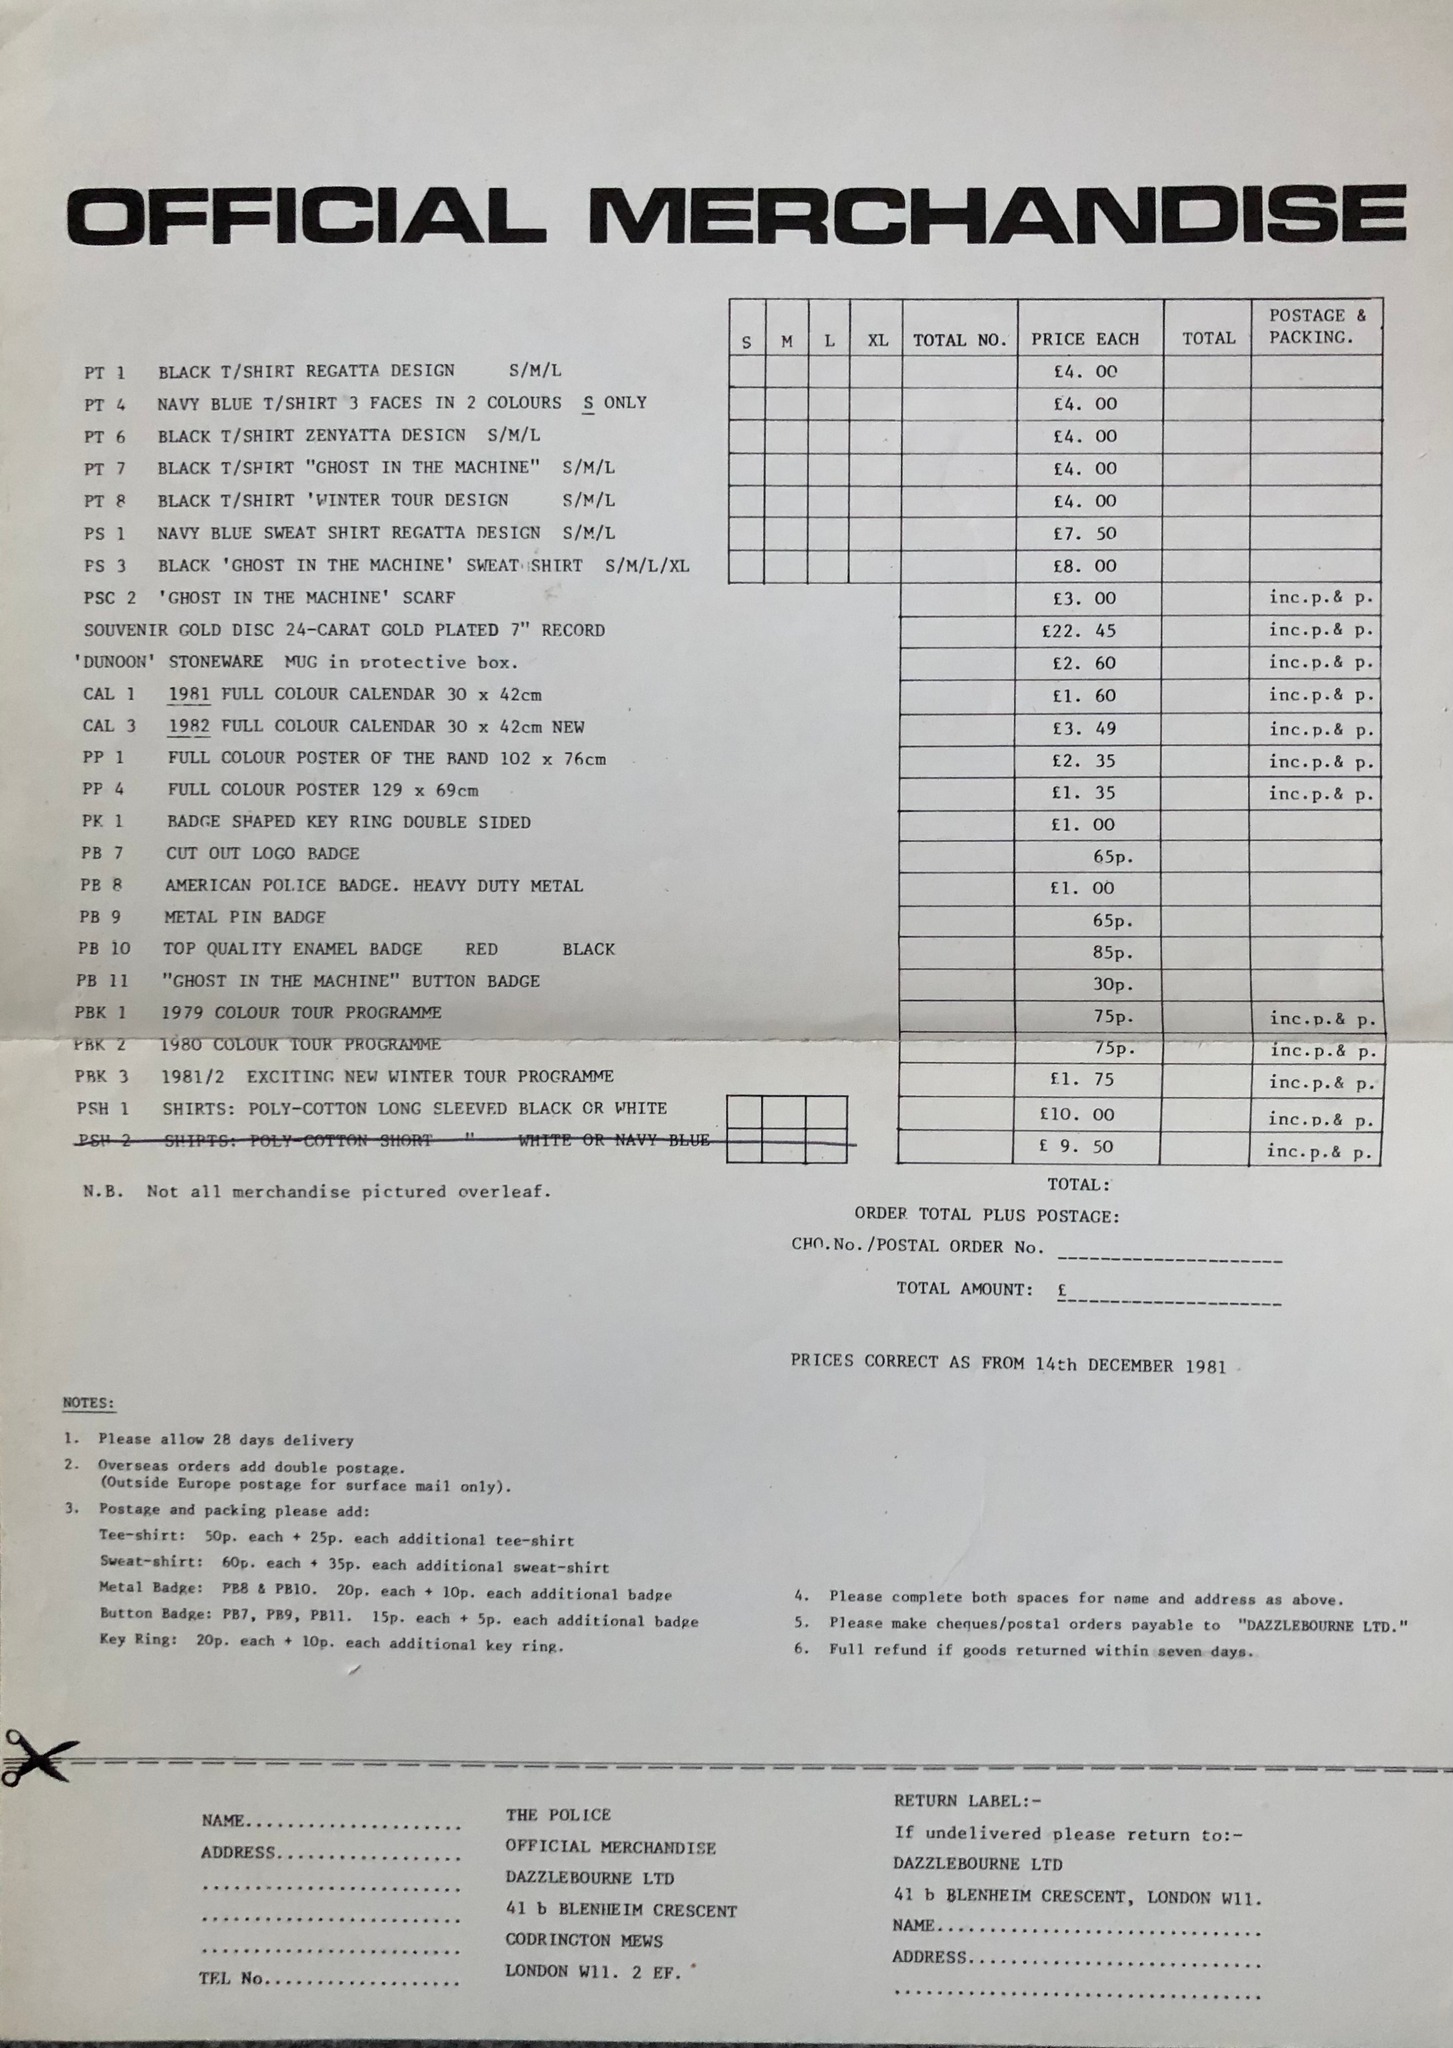 OFFICIAL MERCHANDISE
S M L XL TOTAL NO. PRICE EACH TOTAL POSTAGE & PACKING.
PT 1 BLACK T/SHIRT REGATTA DESIGN S/M/L £4. 00
PT 4 NAVY BLUE T/SHIRT 3 FACES IN 2 COLOURS S ONLY £4. 00
PT 6 BLACK T/SHIRT ZENYATTA DESIGN S/M/L £4. 00
PT 7 BLACK T/SHIRT "GHOST IN THE MACHINE" S/M/L £4. 00
PT 8 BLACK T/SHIRT 'WINTER TOUR DESIGN S/M/L £4. 00
PS 1 NAVY BLUE SWEAT SHIRT REGATTA DESIGN S/M/L £7. 50
PS 3 BLACK 'GHOST IN THE MACHINE' SWEAT SHIRT S/M/L/XL £8. 00
PSC 2 'GHOST IN THE MACHINE' SCARF £3. 00 inc.p.& p.
SOUVENIR GOLD DISC 24-CARAT GOLD PLATED 7" RECORD £22. 45 inc.p.& p.
'DUNOON' STONEWARE MUG in protective box. £2. 60 inc.p.& p.
CAL 1 1981 FULL COLOUR CALENDAR 30 x 42cm £1. 60 inc.p.& p.
CAL 3 1982 FULL COLOUR CALENDAR 30 x 42cm NEW £3. 49 inc.p.& p.
PP 1 FULL COLOUR POSTER OF THE BAND 102 x 76cm £2. 35 inc.p.& p.
PP 4 FULL COLOUR POSTER 129 x 69cm £1. 35 inc.p.& p.
PK 1 BADGE SHAPED KEY RING DOUBLE SIDED £1. 00
PB 7 CUT OUT LOGO BADGE 65p.
PB 8 AMERICAN POLICE BADGE. HEAVY DUTY METAL £1. 00
PB 9 METAL PIN BADGE 65p.
PB 10 TOP QUALITY ENAMEL BADGE RED BLACK 85p.
PB 11 "GHOST IN THE MACHINE" BUTTON BADGE 30p.
PBK 1 1979 COLOUR TOUR PROGRAMME 75p. inc.p.& p.
PBK 2 1980 COLOUR TOUR PROGRAMME 75p. inc.p.& p.
PBK 3 1981/2 EXCITING NEW WINTER TOUR PROGRAMME £1. 75 inc.p.& p.
PSH 1 SHIRTS: POLY-COTTON LONG SLEEVED BLACK OR WHITE £10. 00 inc.p.& p.
PSH 2 SHIRTS: POLY-COTTON SHORT " WHITE OR NAVY BLUE £ 9. 50 inc.p.& p.
N.B. Not all merchandise pictured overleaf.
TOTAL:
ORDER TOTAL PLUS POSTAGE:
CHQ.No./POSTAL ORDER No.
TOTAL AMOUNT: £
PRICES CORRECT AS FROM 14th DECEMBER 1981
NOTES:
1. Please allow 28 days delivery
2. Overseas orders add double postage.
(Outside Europe postage for surface mail only).
3. Postage and packing please add:
Tee-shirt: 50p. each + 25p. each additional tee-shirt
Sweat-shirt: 60p. each + 35p. each additional sweat-shirt
Metal Badge: PB8 & PB10. 20p. each + 10p. each additional badge
Button Badge: PB7, PB9, PB11. 15p. each + 5p. each additional badge
Key Ring: 20p. each + 10p. each additional key ring.
4. Please complete both spaces for name and address as above.
5. Please make cheques/postal orders payable to "DAZZLEBOURNE LTD."
6. Full refund if goods returned within seven days.
NAME.....................
ADDRESS..................
.........................
.........................
.........................
TEL No...................
THE POLICE
OFFICIAL MERCHANDISE
DAZZLEBOURNE LTD
41 b BLENHEIM CRESCENT
CODRINGTON MEWS
LONDON W11. 2 EF.
RETURN LABEL:-
If undelivered please return to:-
DAZZLEBOURNE LTD
41 b BLENHEIM CRESCENT, LONDON W11.
NAME...............................
ADDRESS............................
...................................